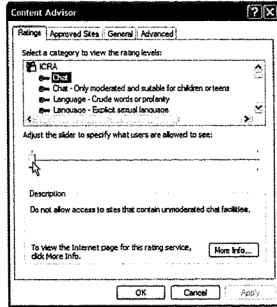 Content Advisor
Ratings Approved Sites General Advanced
Select a category to view the rating levels:
ICRA
Chat
Chat - Only moderated and suitable for children or teens
Language - Crude words or profanity
Language - Explicit sexual language
Adjust the slider to specify what users are allowed to see:
Description
Do not allow access to sites that contain unmoderated chat facilities.
To view the Internet page for this rating service,
click More Info.
More Info...
OK Cancel Apply